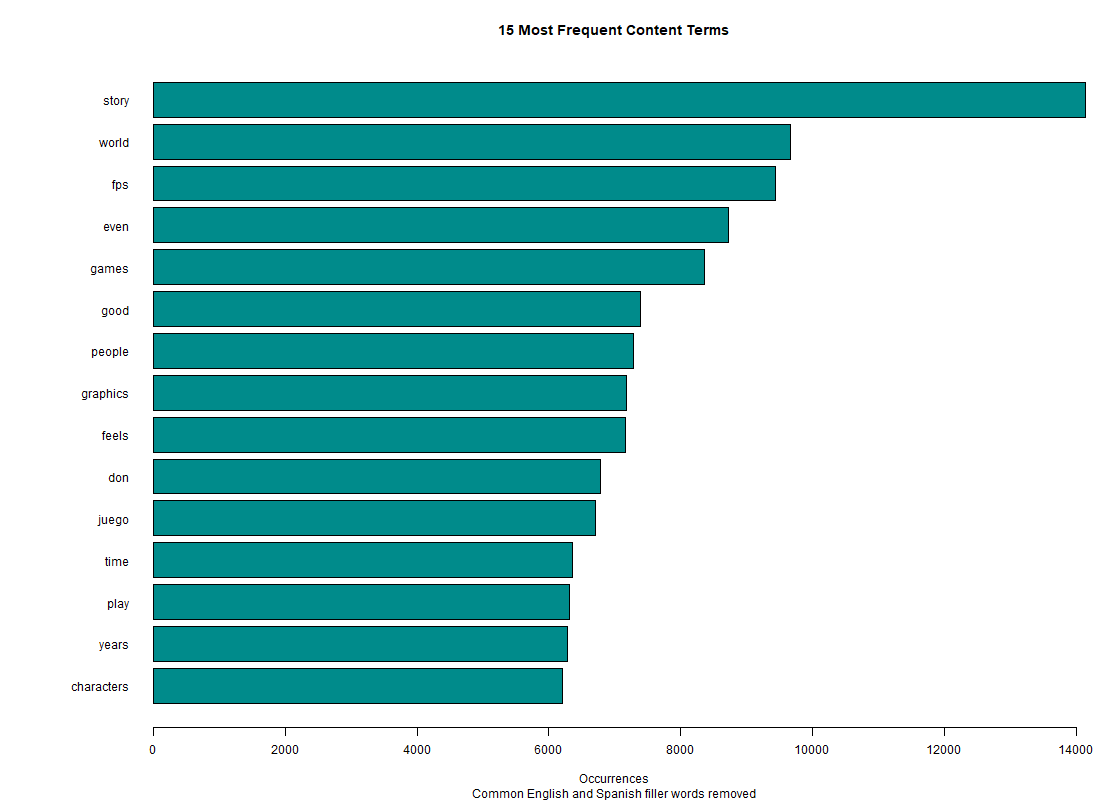 15 Most Frequent Content Terms
story
world
fps
even
games
good
people
graphics
feels
don
juego
time
play
years
characters
0 2000 4000 6000 8000 10000 12000 14000
Occurrences
Common English and Spanish filler words removed